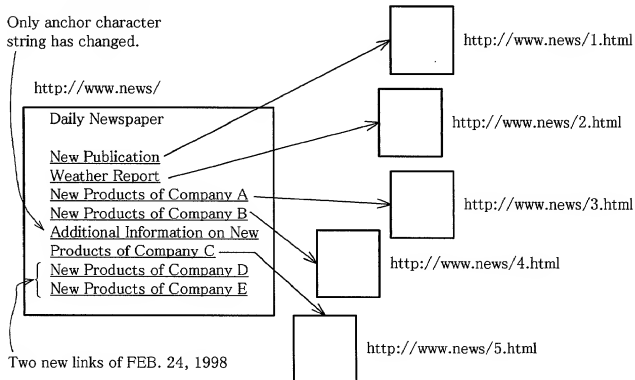 Only anchor character
string has changed.
http://www.news/
Daily Newspaper
New Publication
Weather Report
New Products of Company A
New Products of Company B
Additional Information on New
Products of Company C
New Products of Company D
New Products of Company E
Two new links of FEB. 24, 1998
http://www.news/1.html
http://www.news/2.html
http://www.news/3.html
http://www.news/4.html
http://www.news/5.html